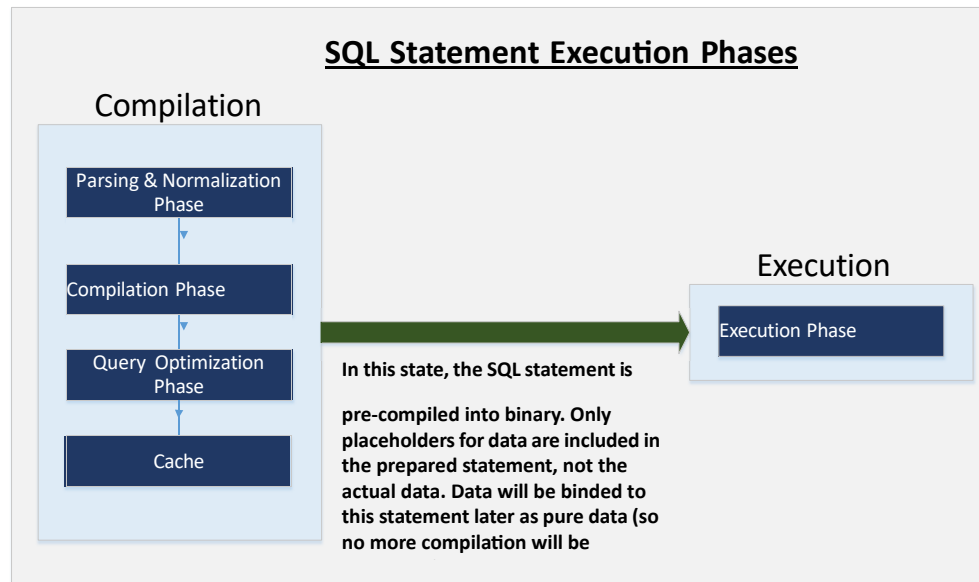 SQL Statement Execution Phases
Compilation
Parsing & Normalization
Phase
Compilation Phase
Query Optimization
Phase
Cache
In this state, the SQL statement is
pre-compiled into binary. Only
placeholders for data are included in
the prepared statement, not the
actual data. Data will be binded to
this statement later as pure data (so
no more compilation will be
Execution
Execution Phase